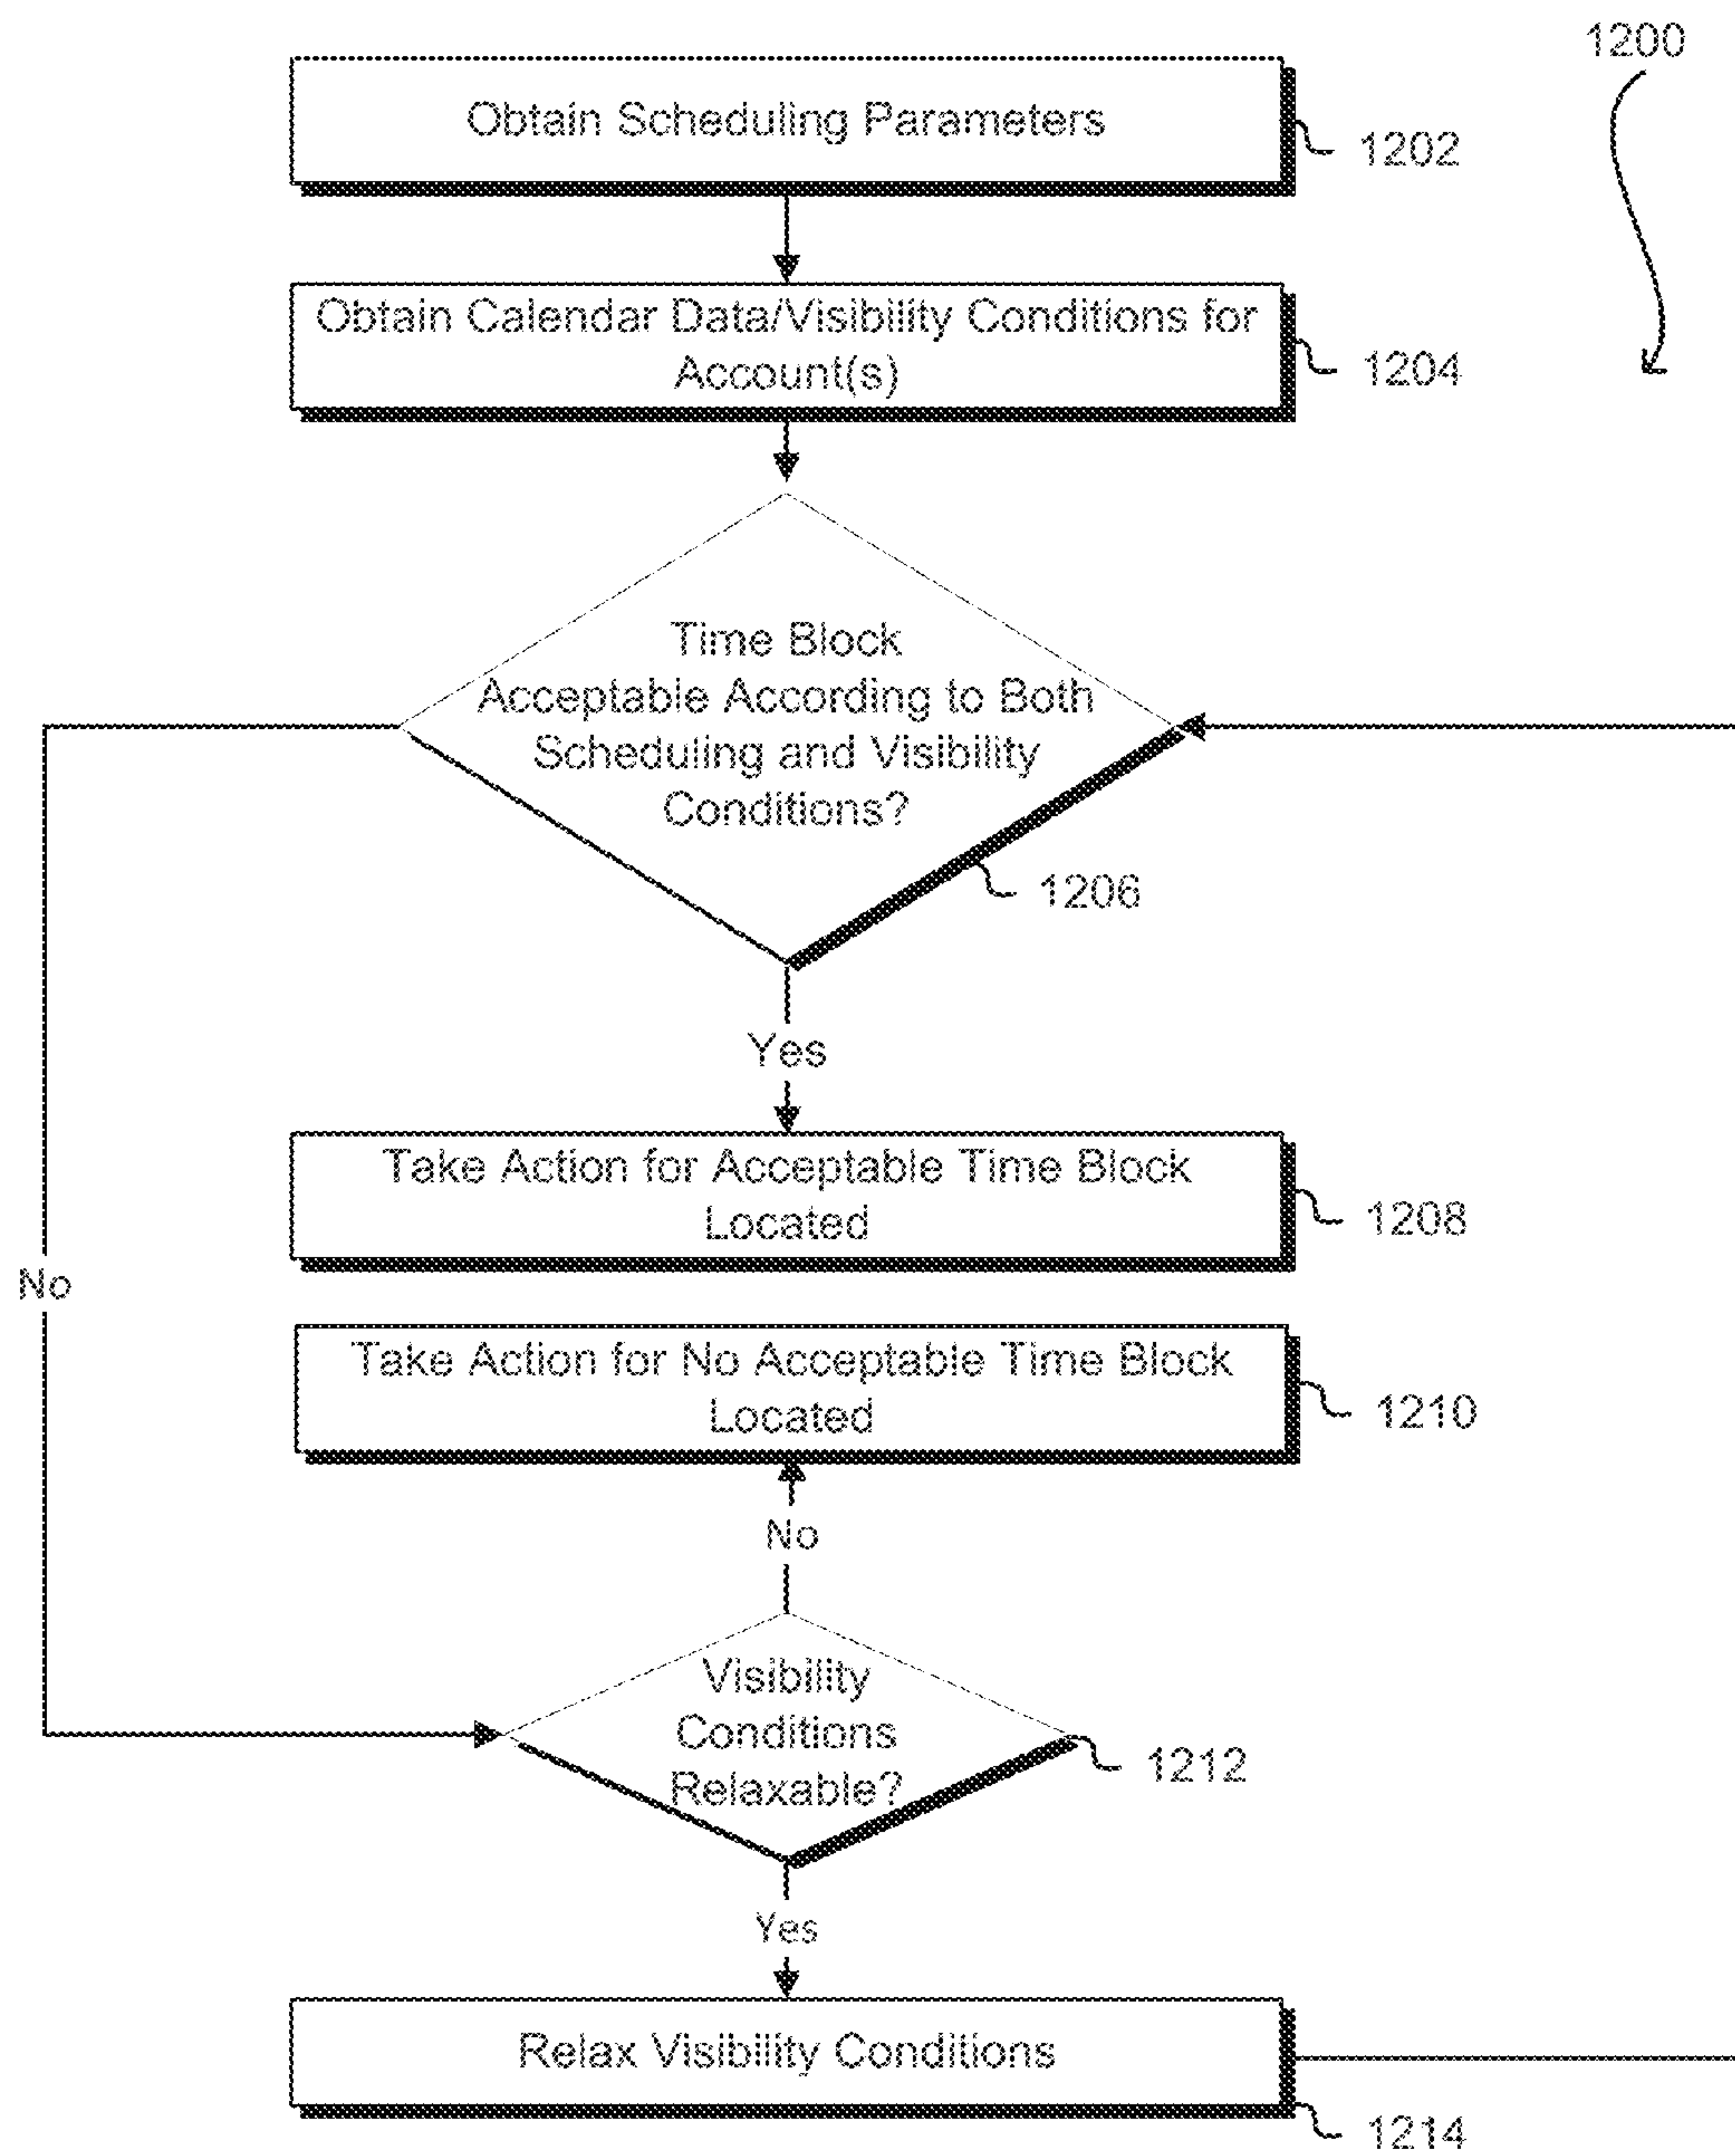 1200
Obtain Scheduling Parameters
1202
Obtain Calendar Data/Visibility Conditions for
Account(s)
1204
Time Block
Acceptable According to Both
Scheduling and Visibility
Conditions?
1206
Yes
Take Action for Acceptable Time Block
Located
1208
No
Take Action for No Acceptable Time Block
Located
1210
No
Visibility
Conditions
Relaxable?
1212
Yes
Relax Visibility Conditions
1214